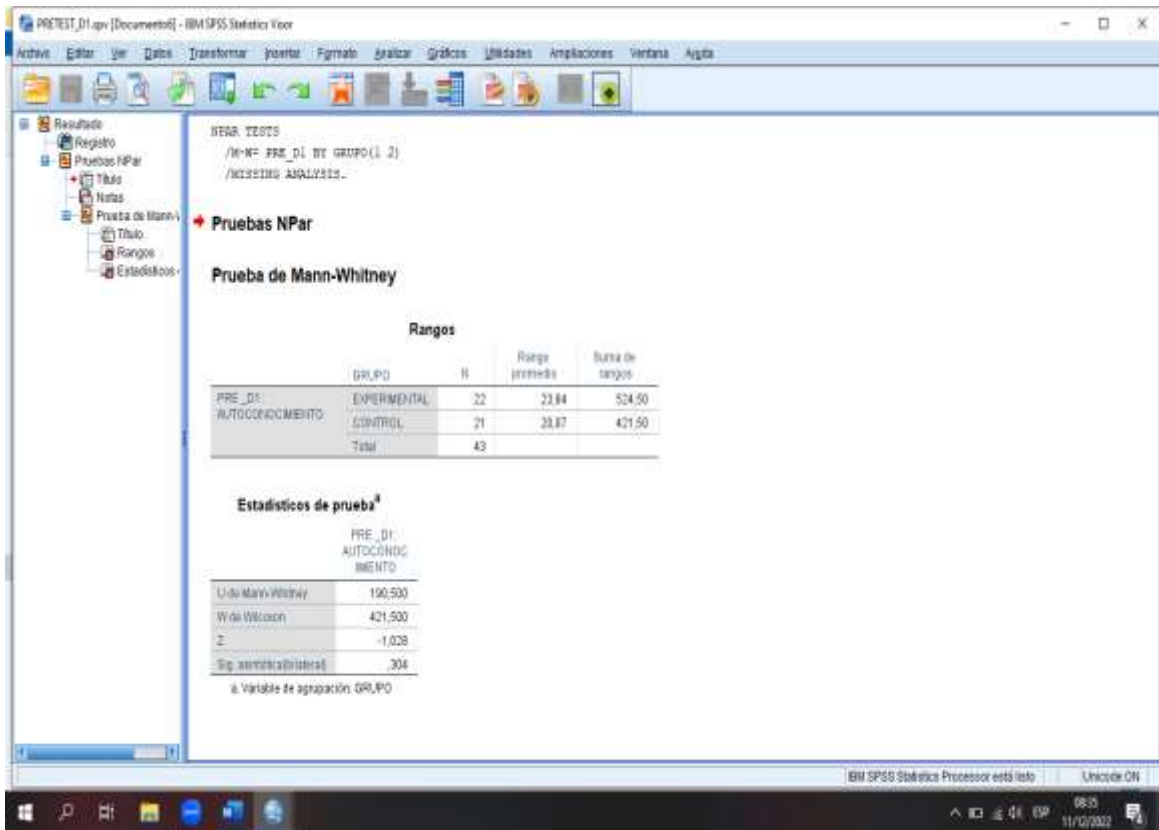 PRETEST_D1.spv [Documento6] - IBM SPSS Statistics Visor
Archivo Editar Ver Datos Transformar Insertar Formato Analizar Gráficos Utilidades Ampliaciones Ventana Ayuda
Resultado
Registro
Pruebas NPar
Título
Notas
Prueba de Mann-W
Título
Rangos
Estadísticos
NPAR TESTS
/M-W= PRE_D1 BY GRUPO(1 2)
/MISSING ANALYSIS.
Pruebas NPar
Prueba de Mann-Whitney
Rangos
GRUPO N Rango promedio Suma de rangos
PRE_D1: AUTOCONOCIMIENTO EXPERIMENTAL 22 23,84 524,50
CONTROL 21 20,07 421,50
Total 43
Estadísticos de prueba a
PRE_D1:
AUTOCONOC
IMIENTO
U de Mann-Whitney 190,500
W de Wilcoxon 421,500
Z -1,028
Sig. asintótica(bilateral) ,304
a. Variable de agrupación: GRUPO
IBM SPSS Statistics Processor está listo Unicode:ON
ESP
08:35
11/12/2022